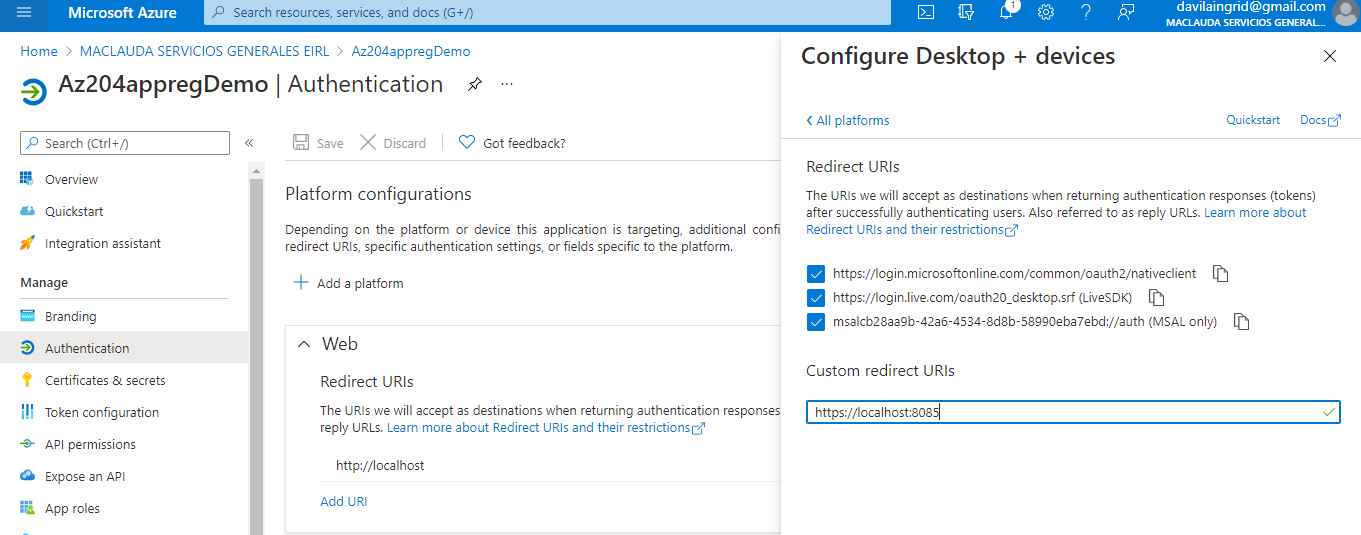 Microsoft Azure
Search resources, services, and docs (G+/)
1
davilaingrid@gmail.com
MACLAUDA SERVICIOS GENERAL...
Home > MACLAUDA SERVICIOS GENERALES EIRL > Az204appregDemo
Az204appregDemo | Authentication
...
Search (Ctrl+/)
«
Overview
Quickstart
Integration assistant
Manage
Branding
Authentication
Certificates & secrets
Token configuration
API permissions
Expose an API
App roles
Save
Discard
Got feedback?
Platform configurations
Depending on the platform or device this application is targeting, additional confi
redirect URIs, specific authentication settings, or fields specific to the platform.
Add a platform
Web
Redirect URIs
The URIs we will accept as destinations when returning authentication responses
reply URLs. Learn more about Redirect URIs and their restrictions
http://localhost
Add URI
Configure Desktop + devices
All platforms
Quickstart
Docs
Redirect URIs
The URIs we will accept as destinations when returning authentication responses (tokens)
after successfully authenticating users. Also referred to as reply URLs. Learn more about
Redirect URIs and their restrictions
https://login.microsoftonline.com/common/oauth2/nativeclient
https://login.live.com/oauth20_desktop.srf (LiveSDK)
msalcb28aa9b-42a6-4534-8d8b-58990eba7ebd://auth (MSAL only)
Custom redirect URIs
https://localhost:8085